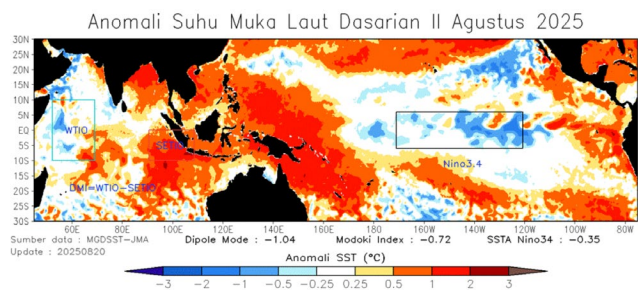 Anomali Suhu Muka Laut Dasarian II Agustus 2025
30N
25N
20N
15N
10N
5N
EQ
5S
10S
15S
20S
25S
30S
WTIO
SETIO
Nino3.4
DMI=WTIO-SETIO
60E 80E 100E 120E 140E 160E 180 160W 140W 120W 100W 80W
Sumber data : MGDSST-JMA Dipole Mode : -1.04 Modoki Index : -0.72 SSTA Nino34 : -0.35
Update : 20250820
Anomali SST (°C)
-3 -2 -1 -0.5 -0.25 0.25 0.5 1 2 3